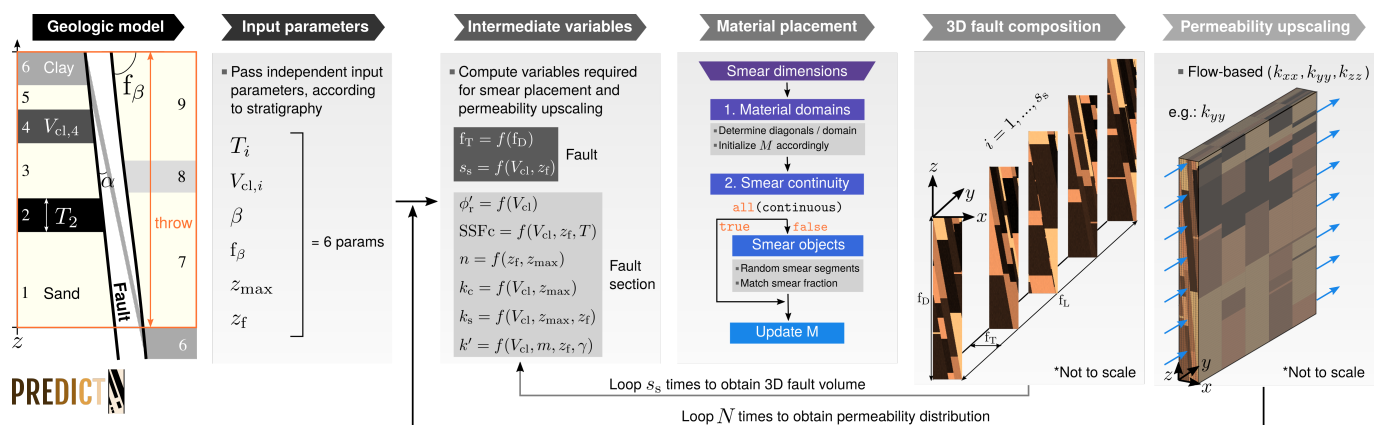 Geologic model
z
6 Clay
5
4 V_cl,4
3
2 T_2
1 Sand
f_β
α
Fault
9
8
throw
7
6
z
PREDICT
Input parameters
▪ Pass independent input
parameters, according
to stratigraphy
T_i
V_cl,i
β
f_β
z_max
z_f
= 6 params
Intermediate variables
▪ Compute variables required
for smear placement and
permeability upscaling
f_T = f(f_D)
s_s = f(V_cl, z_f)
Fault
ϕ′_r = f(V_cl)
SSFc = f(V_cl, z_f, T)
n = f(z_f, z_max)
k_c = f(V_cl, z_max)
k_s = f(V_cl, z_max, z_f)
k′ = f(V_cl, m, z_f, γ)
Fault
section
Material placement
Smear dimensions
1. Material domains
▪ Determine diagonals / domain
▪ Initialize M accordingly
2. Smear continuity
all(continuous)
true
false
Smear objects
▪ Random smear segments
▪ Match smear fraction
Update M
3D fault composition
i = 1, ..., s_s
z
y
x
f_D
f_T
f_L
*Not to scale
Permeability upscaling
▪ Flow-based (k_xx, k_yy, k_zz)
e.g.: k_yy
z
y
x
*Not to scale
Loop s_s times to obtain 3D fault volume
Loop N times to obtain permeability distribution